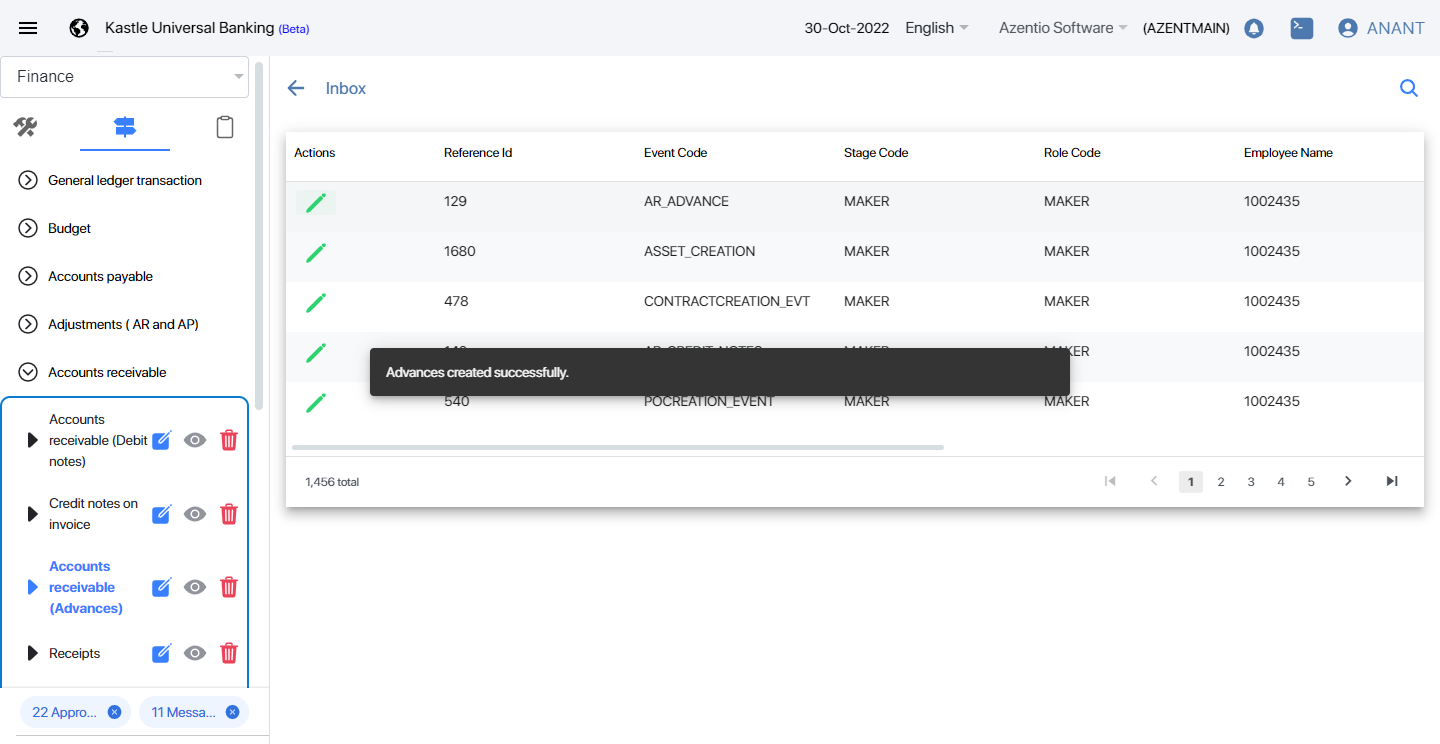 Kastle Universal Banking (Beta)
30-Oct-2022
English
Azentio Software
(AZENTMAIN)
ANANT
Finance
General ledger transaction
Budget
Accounts payable
Adjustments ( AR and AP)
Accounts receivable
Accounts
receivable (Debit
notes)
Credit notes on
invoice
Accounts
receivable
(Advances)
Receipts
22 Appro...
11 Messa...
Inbox
Actions Reference Id Event Code Stage Code Role Code Employee Name
129 AR_ADVANCE MAKER MAKER 1002435
1680 ASSET_CREATION MAKER MAKER 1002435
478 CONTRACTCREATION_EVT MAKER MAKER 1002435
1002435
Advances created successfully.
540 POCREATION_EVENT MAKER MAKER 1002435
1,456 total
1 2 3 4 5